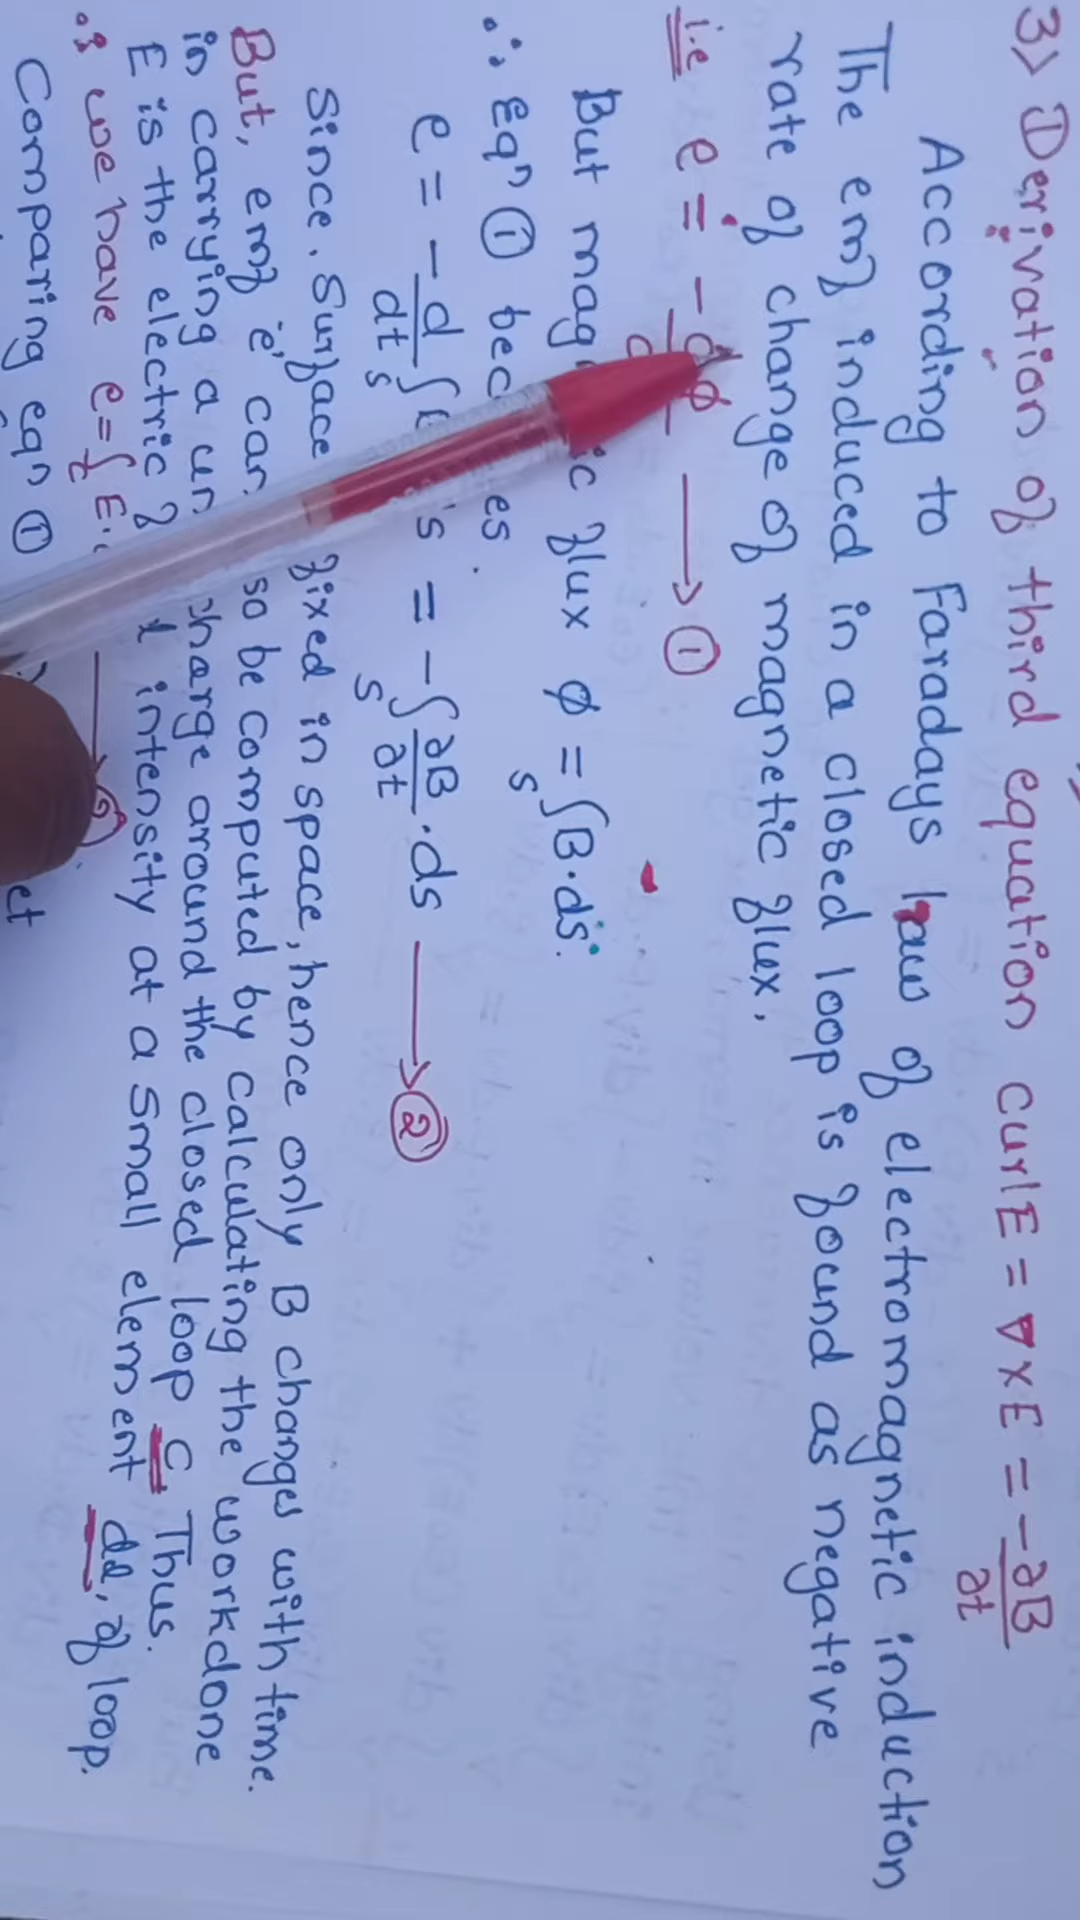 3) Derivation of third equation curl E = ∇ x E = -∂B/∂t
According to Faradays law of electromagnetic induction
The emf induced in a closed loop is found as negative
rate of change of magnetic flux,
i.e e = -dϕ → ①
But mag ic flux ϕ = ∫s B.ds.
∴ Eqⁿ ① bec es.
e = -d/dt ∫s s = -∫s ∂B/∂t . ds → ②
Since, Surface fixed in space, hence only B changes with time.
But, emf 'e' can so be computed by calculating the workdone
in carrying a un charge around the closed loop C Thus.
E is the electric intensity at a small element dl, of loop.
∴ we have e = ∫c E. →
Comparing eqⁿ ① et